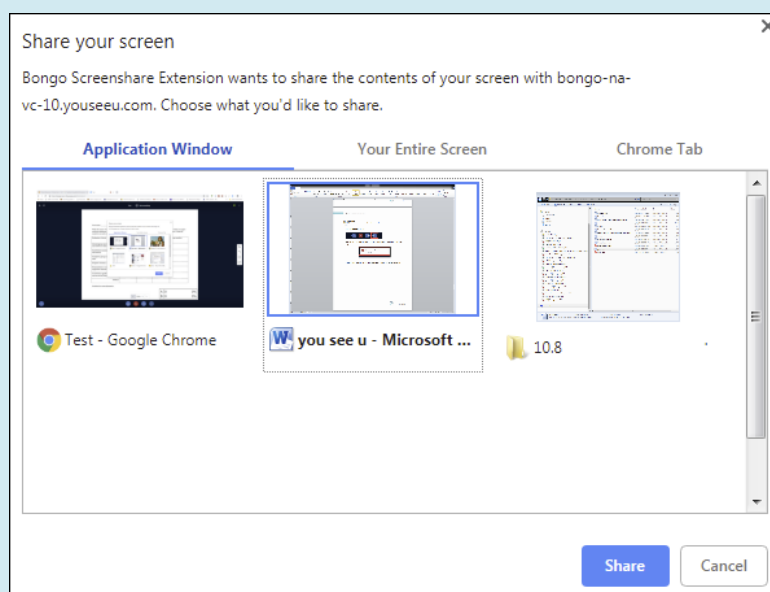 Share your screen
Bongo Screenshare Extension wants to share the contents of your screen with bongo-na-
vc-10.youseeu.com. Choose what you'd like to share.
Application Window Your Entire Screen Chrome Tab
Test - Google Chrome
you see u - Microsoft ...
10.8
Share Cancel